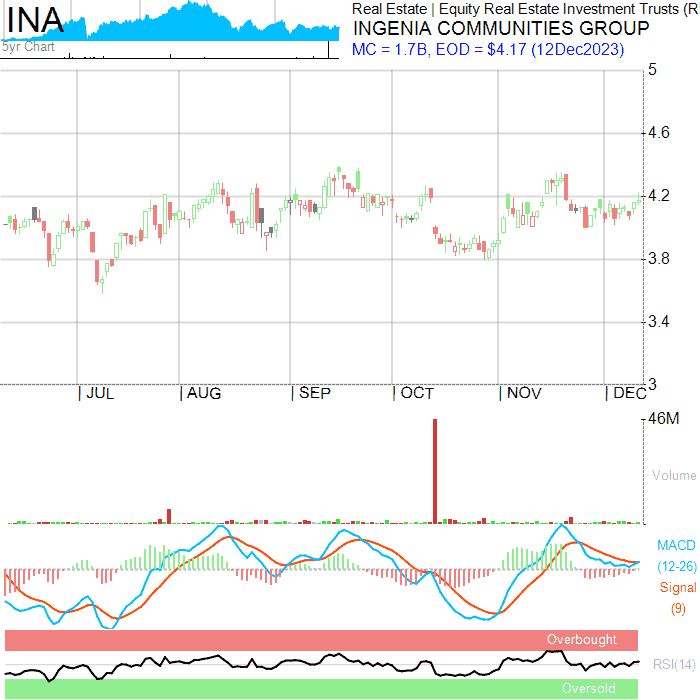 INA
5yr Chart
Real Estate | Equity Real Estate Investment Trusts (R
INGENIA COMMUNITIES GROUP
MC = 1.7B, EOD = $4.17 (12Dec2023)
5
4.6
4.2
3.8
3.4
3
JUL
AUG
SEP
OCT
NOV
DEC
46M
Volume
MACD
(12-26)
Signal
(9)
Overbought
RSI(14)
Oversold